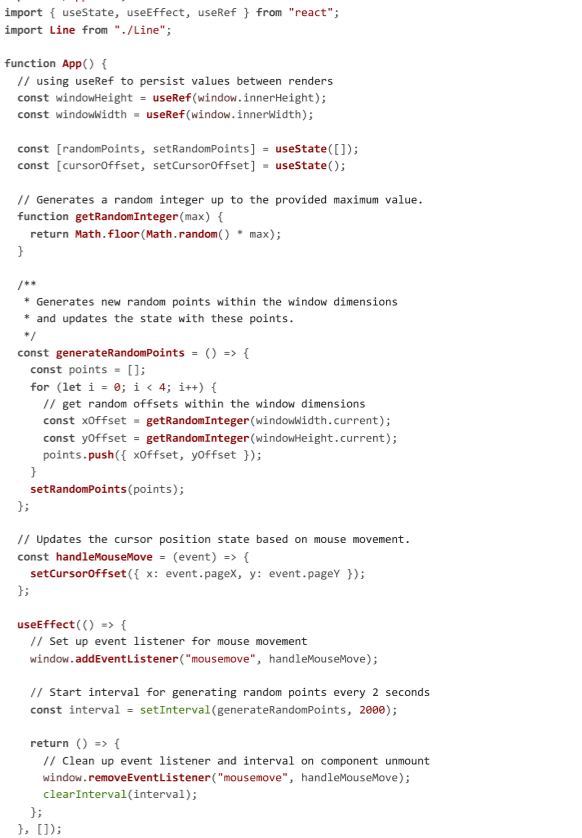 import { useState, useEffect, useRef } from "react";
import Line from "./Line";
function App() {
// using useRef to persist values between renders
const windowHeight = useRef(window.innerHeight);
const windowWidth = useRef(window.innerWidth);
const [randomPoints, setRandomPoints] = useState([]);
const [cursorOffset, setCursorOffset] = useState();
// Generates a random integer up to the provided maximum value.
function getRandomInteger(max) {
return Math.floor(Math.random() * max);
}
/**
* Generates new random points within the window dimensions
* and updates the state with these points.
*/
const generateRandomPoints = () => {
const points = [];
for (let i = 0; i < 4; i++) {
// get random offsets within the window dimensions
const xOffset = getRandomInteger(windowWidth.current);
const yOffset = getRandomInteger(windowHeight.current);
points.push({ xOffset, yOffset });
}
setRandomPoints(points);
};
// Updates the cursor position state based on mouse movement.
const handleMouseMove = (event) => {
setCursorOffset({ x: event.pageX, y: event.pageY });
};
useEffect(() => {
// Set up event listener for mouse movement
window.addEventListener("mousemove", handleMouseMove);
// Start interval for generating random points every 2 seconds
const interval = setInterval(generateRandomPoints, 2000);
return () => {
// Clean up event listener and interval on component unmount
window.removeEventListener("mousemove", handleMouseMove);
clearInterval(interval);
};
}, []);